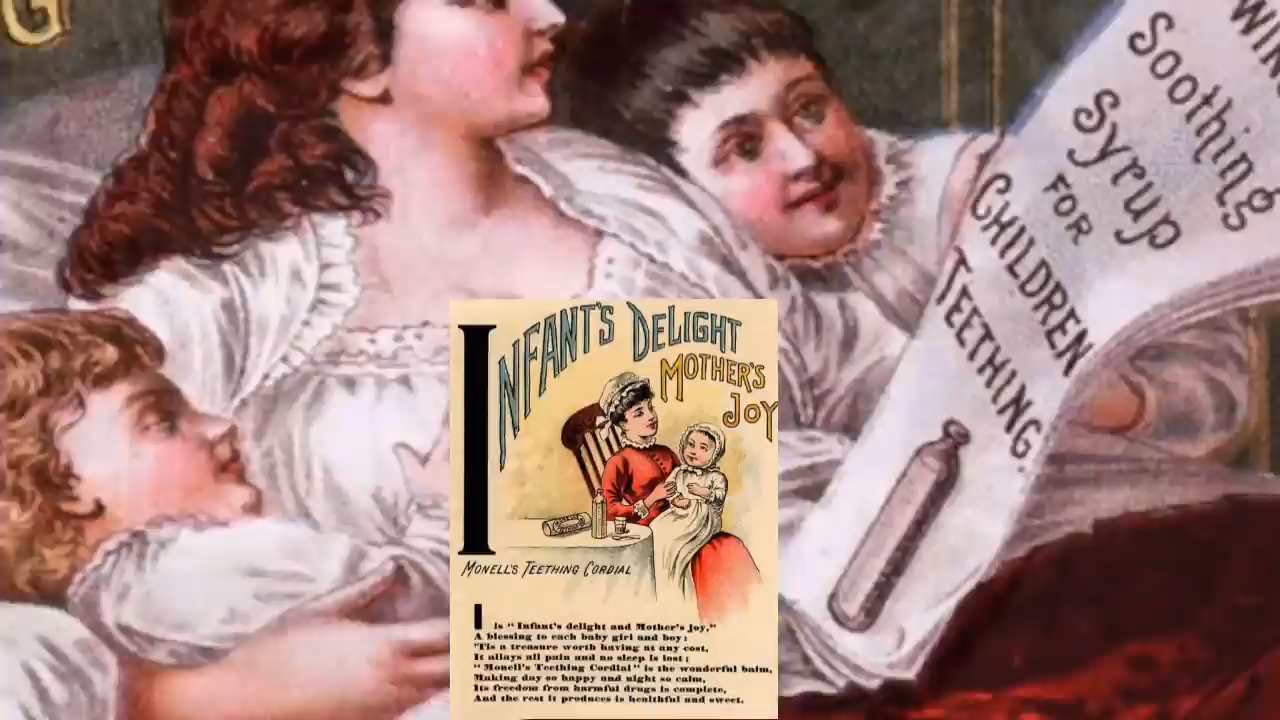 G
WIN
Soothing
Syrup
FOR
CHILDREN
TEETHING.
INFANT'S DELIGHT
MOTHER'S
JOY
MONELL'S TEETHING CORDIAL
I is "Infant's delight and Mother's joy,"
A blessing to each baby girl and boy;
'Tis a treasure worth having at any cost,
It allays all pain and no sleep is lost;
"Monell's Teething Cordial" is the wonderful balm,
Making day so happy and night so calm,
Its freedom from harmful drugs is complete,
And the rest it produces is healthful and sweet.